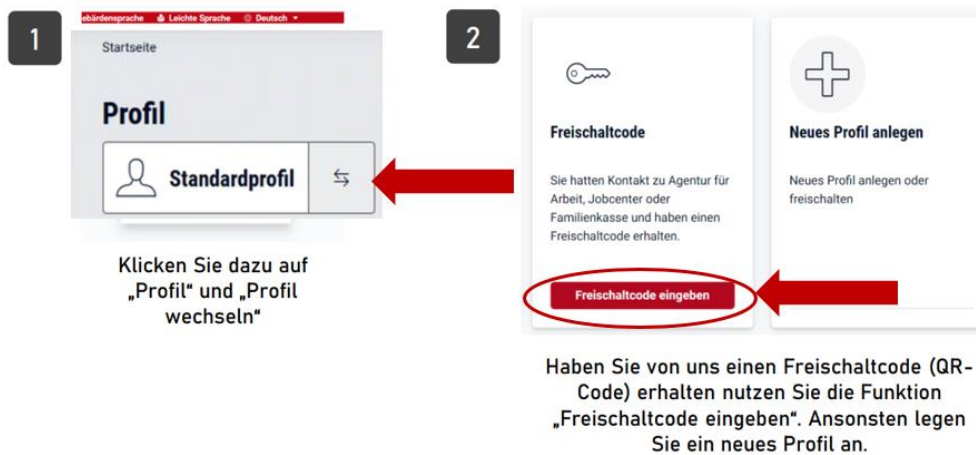 1
ebärdensprache Leichte Sprache Deutsch
Startseite
Profil
Standardprofil
Klicken Sie dazu auf
„Profil“ und „Profil
wechseln“
2
Freischaltcode
Sie hatten Kontakt zu Agentur für
Arbeit, Jobcenter oder
Familienkasse und haben einen
Freischaltcode erhalten.
Freischaltcode eingeben
Neues Profil anlegen
Neues Profil anlegen oder
freischalten
Haben Sie von uns einen Freischaltcode (QR-
Code) erhalten nutzen Sie die Funktion
„Freischaltcode eingeben“. Ansonsten legen
Sie ein neues Profil an.